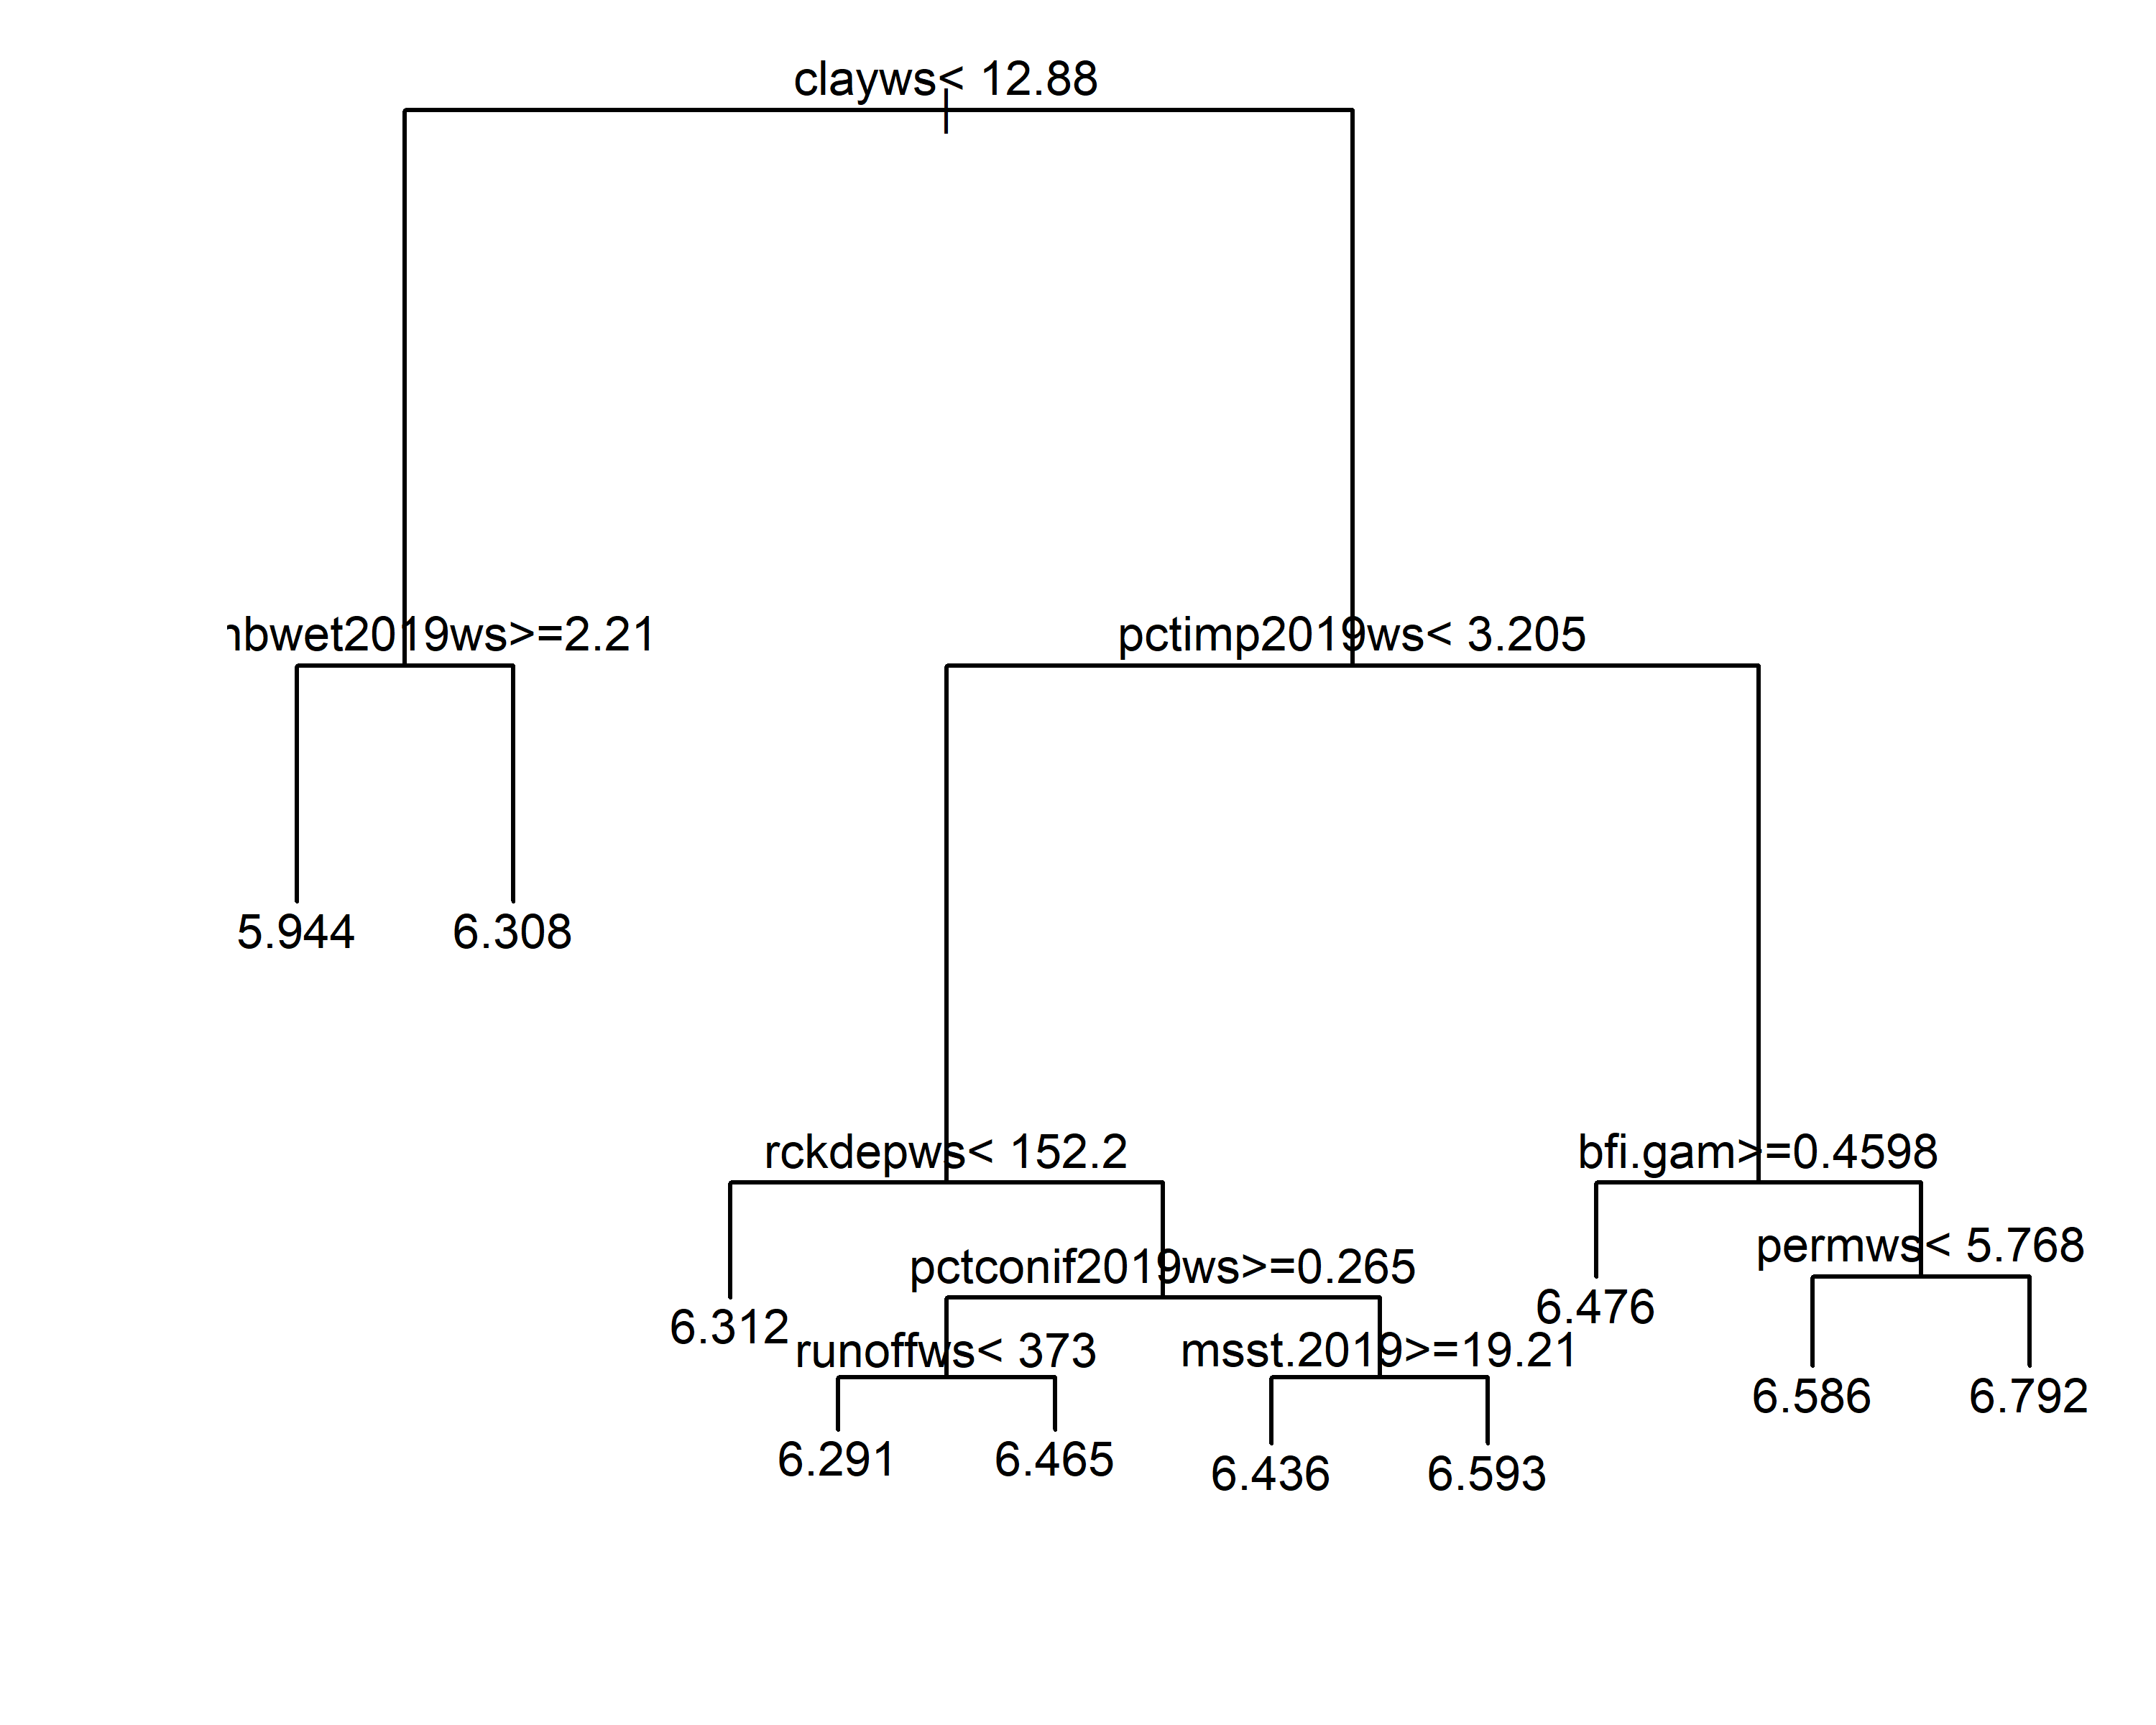 clayws< 12.88
hbwet2019ws>=2.21
pctimp2019ws< 3.205
5.944
6.308
rckdepws< 152.2
bfi.gam>=0.4598
permws< 5.768
pctconif2019ws>=0.265
6.476
6.312
runoffws< 373
msst.2019>=19.21
6.586
6.792
6.291
6.465
6.436
6.593